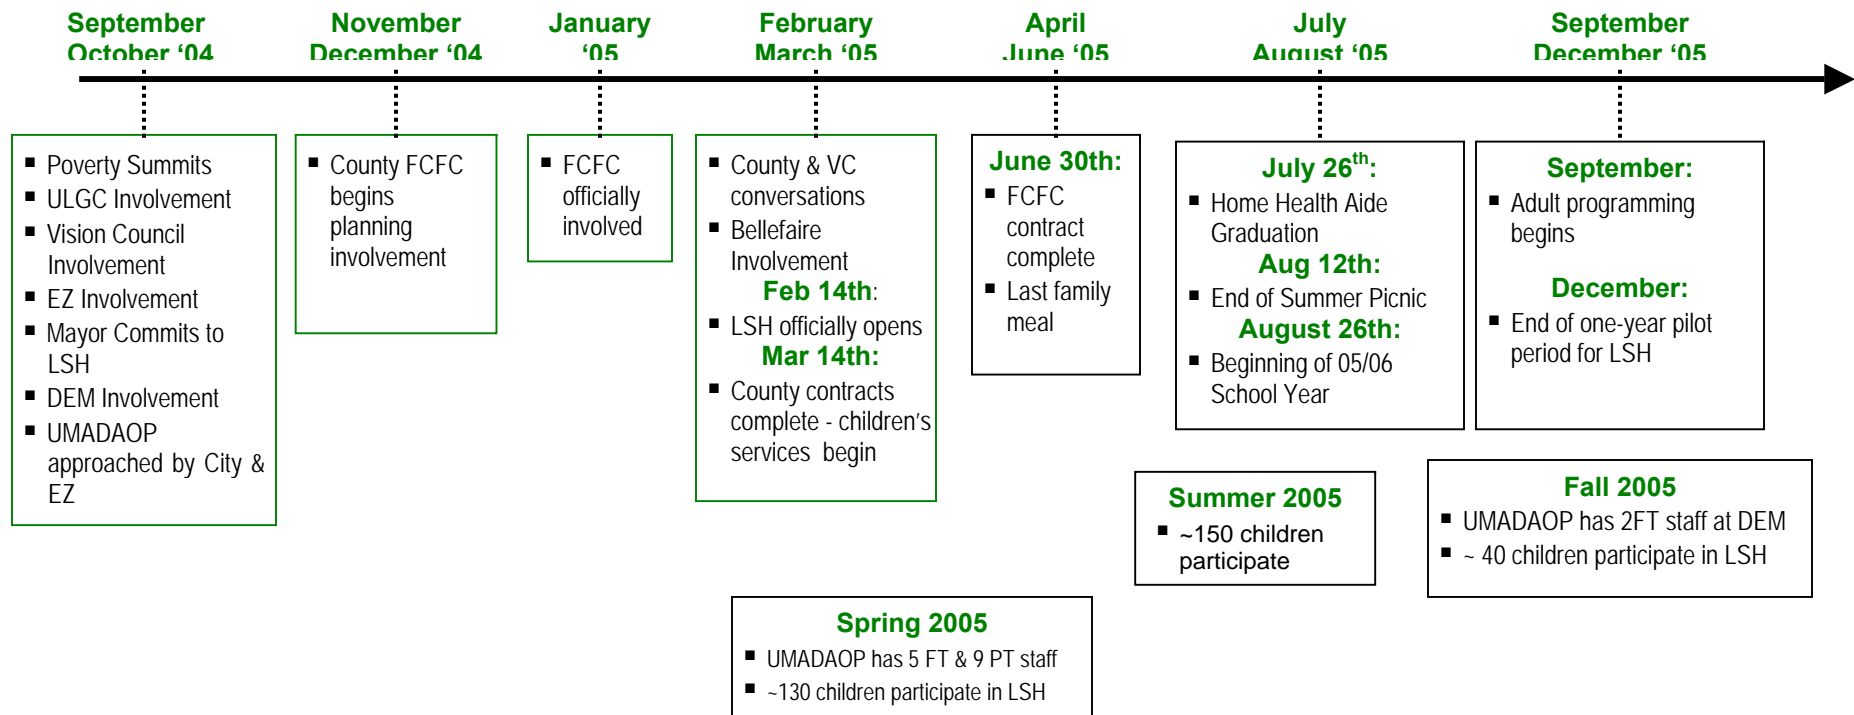 September
October ‘04
November
December ‘04
January
‘05
February
March ‘05
April
June ‘05
July
August ‘05
September
December ‘05
▪ Poverty Summits
▪ ULGC Involvement
▪ Vision Council
Involvement
▪ EZ Involvement
▪ Mayor Commits to
LSH
▪ DEM Involvement
▪ UMADAOP
approached by City &
EZ
▪ County FCFC
begins
planning
involvement
▪ FCFC
officially
involved
▪ County & VC
conversations
▪ Bellefaire
Involvement
Feb 14th:
▪ LSH officially opens
Mar 14th:
▪ County contracts
complete - children’s
services begin
June 30th:
▪ FCFC
contract
complete
▪ Last family
meal
July 26th:
▪ Home Health Aide
Graduation
Aug 12th:
▪ End of Summer Picnic
August 26th:
▪ Beginning of 05/06
School Year
September:
▪ Adult programming
begins
December:
▪ End of one-year pilot
period for LSH
Summer 2005
▪ ~150 children
participate
Fall 2005
▪ UMADAOP has 2FT staff at DEM
▪ ~ 40 children participate in LSH
Spring 2005
▪ UMADAOP has 5 FT & 9 PT staff
▪ ~130 children participate in LSH